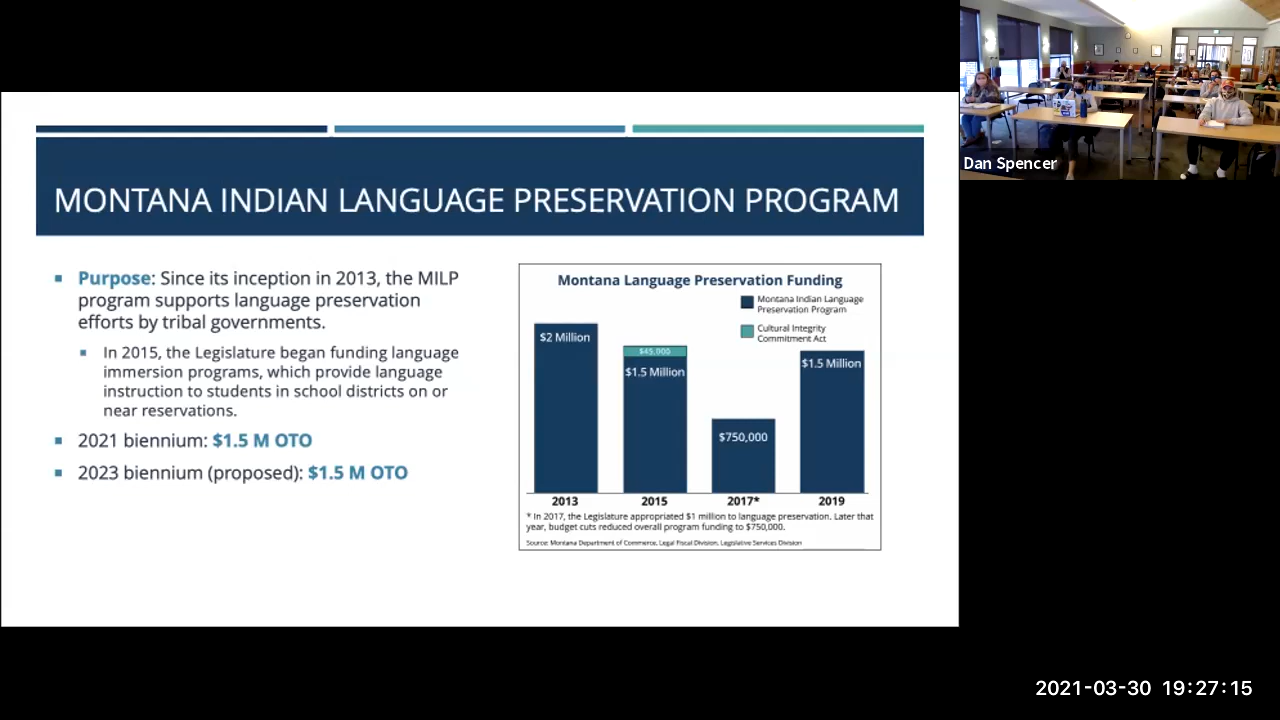 MONTANA INDIAN LANGUAGE PRESERVATION PROGRAM
Purpose: Since its inception in 2013, the MILP
program supports language preservation
efforts by tribal governments.
In 2015, the Legislature began funding language
immersion programs, which provide language
instruction to students in school districts on or
near reservations.
2021 biennium: $1.5 M OTO
2023 biennium (proposed): $1.5 M OTO
Montana Language Preservation Funding
Montana Indian Language
Preservation Program
Cultural Integrity
Commitment Act
$2 Million
$45,000
$1.5 Million
$750,000
$1.5 Million
2013 2015 2017* 2019
* In 2017, the Legislature appropriated $1 million to language preservation. Later that
year, budget cuts reduced overall program funding to $750,000.
Source: Montana Department of Commerce, Legal Fiscal Division, Legislative Services Division
Dan Spencer
2021-03-30 19:27:15